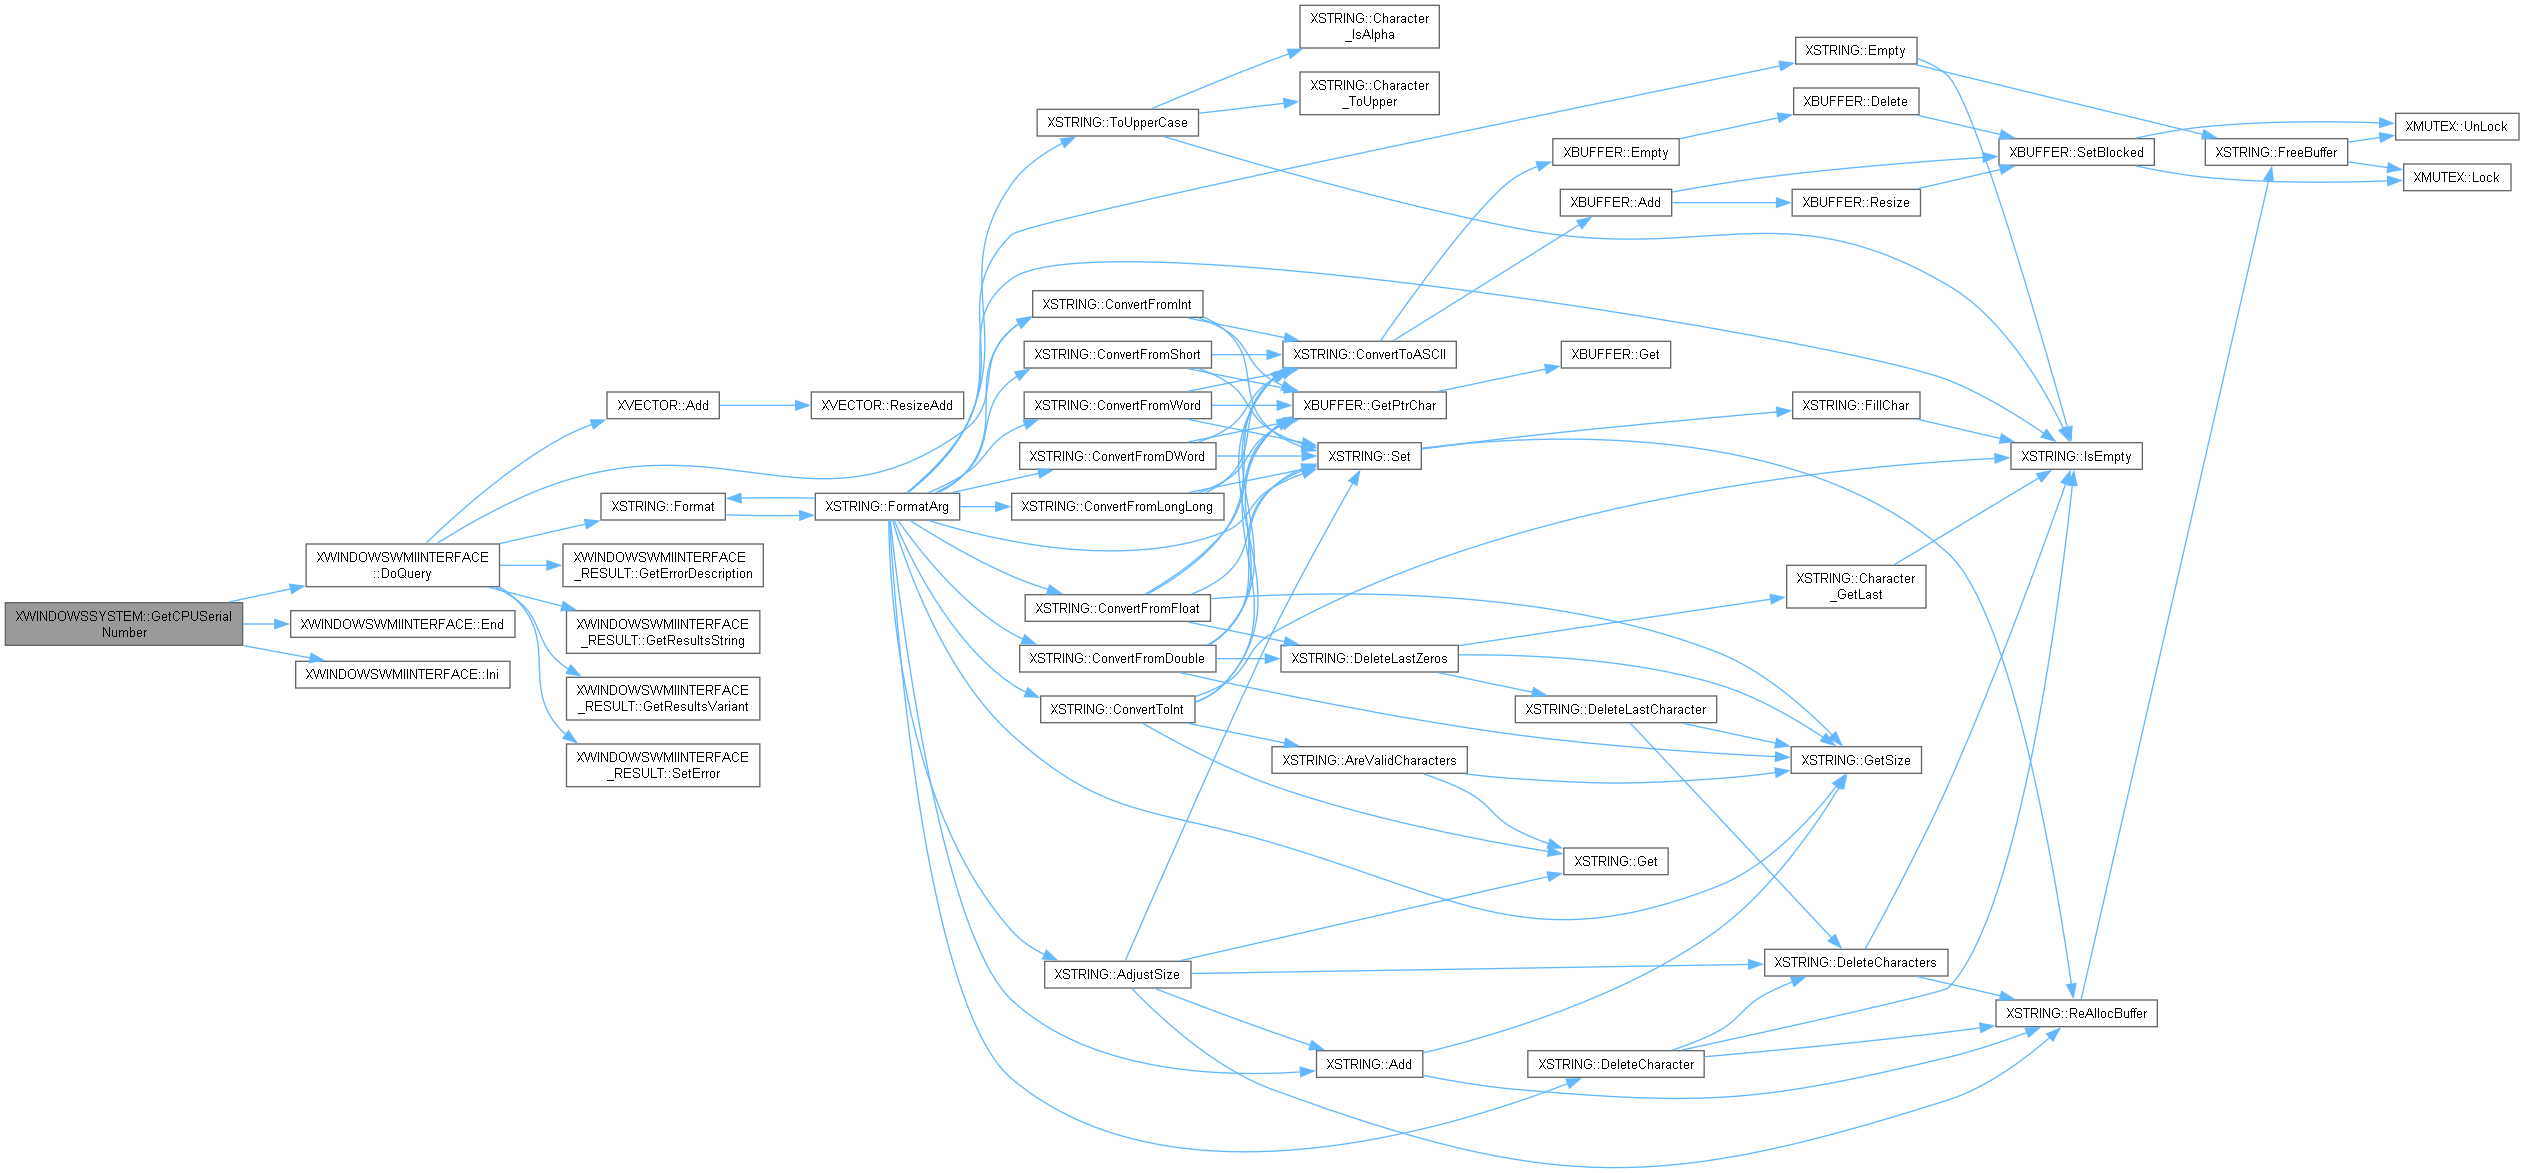 XWINDOWSSYSTEM::GetCPUSerial
Number
XWINDOWSWMIINTERFACE
::DoQuery
XWINDOWSWMIINTERFACE::End
XWINDOWSWMIINTERFACE::Ini
XVECTOR::Add
XSTRING::Format
XWINDOWSWMIINTERFACE
_RESULT::GetErrorDescription
XWINDOWSWMIINTERFACE
_RESULT::GetResultsString
XWINDOWSWMIINTERFACE
_RESULT::GetResultsVariant
XWINDOWSWMIINTERFACE
_RESULT::SetError
XVECTOR::ResizeAdd
XSTRING::FormatArg
XSTRING::ToUpperCase
XSTRING::ConvertFromInt
XSTRING::ConvertFromShort
XSTRING::ConvertFromWord
XSTRING::ConvertFromDWord
XSTRING::ConvertFromLongLong
XSTRING::ConvertFromFloat
XSTRING::ConvertFromDouble
XSTRING::ConvertToInt
XSTRING::AdjustSize
XSTRING::Character
_IsAlpha
XSTRING::Character
_ToUpper
XSTRING::ConvertToASCII
XBUFFER::GetPtrChar
XSTRING::Set
XSTRING::DeleteLastZeros
XSTRING::AreValidCharacters
XSTRING::Add
XBUFFER::Empty
XBUFFER::Add
XBUFFER::Get
XSTRING::DeleteLastCharacter
XSTRING::Get
XSTRING::DeleteCharacter
XSTRING::Empty
XBUFFER::Delete
XBUFFER::Resize
XSTRING::FillChar
XSTRING::Character
_GetLast
XSTRING::GetSize
XSTRING::DeleteCharacters
XBUFFER::SetBlocked
XSTRING::IsEmpty
XSTRING::ReAllocBuffer
XSTRING::FreeBuffer
XMUTEX::UnLock
XMUTEX::Lock